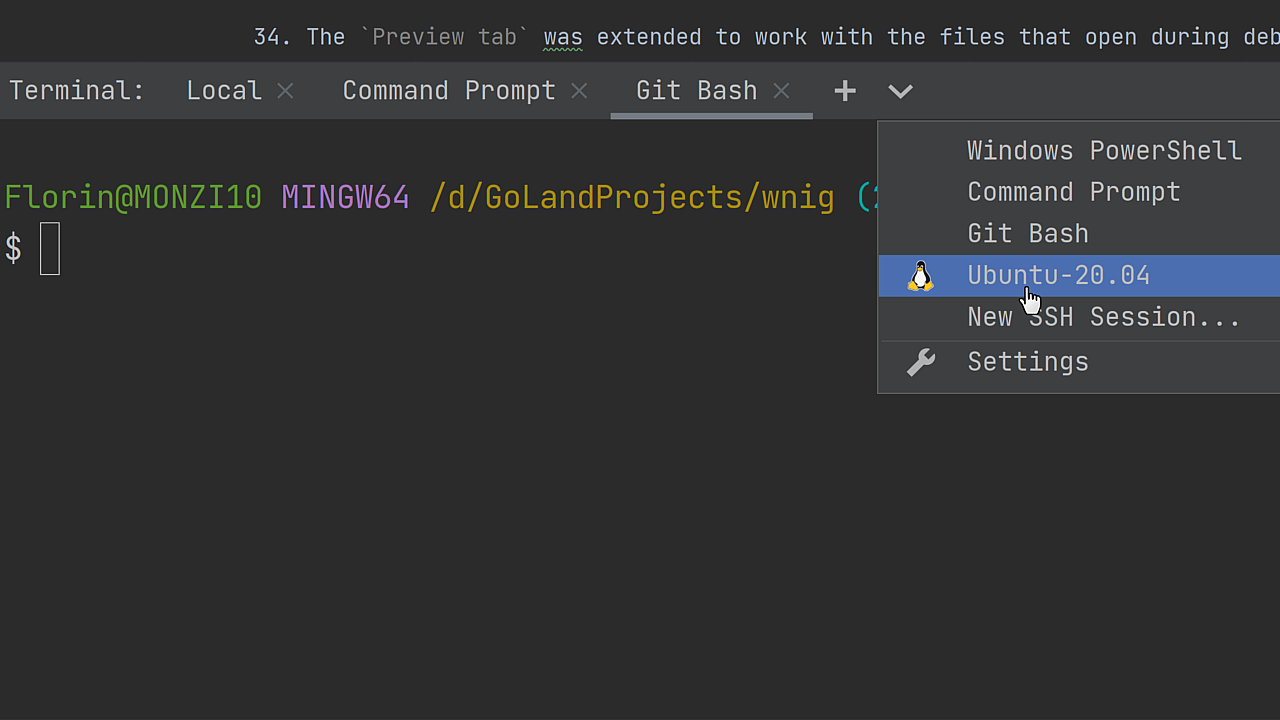 34. The `Preview tab` was extended to work with the files that open during
Terminal: Local Command Prompt Git Bash
Windows PowerShell
Florin@MONZI10 MINGW64 /d/GoLandProjects/wnig (
Command Prompt
$
Git Bash
Ubuntu-20.04
New SSH Session...
Settings